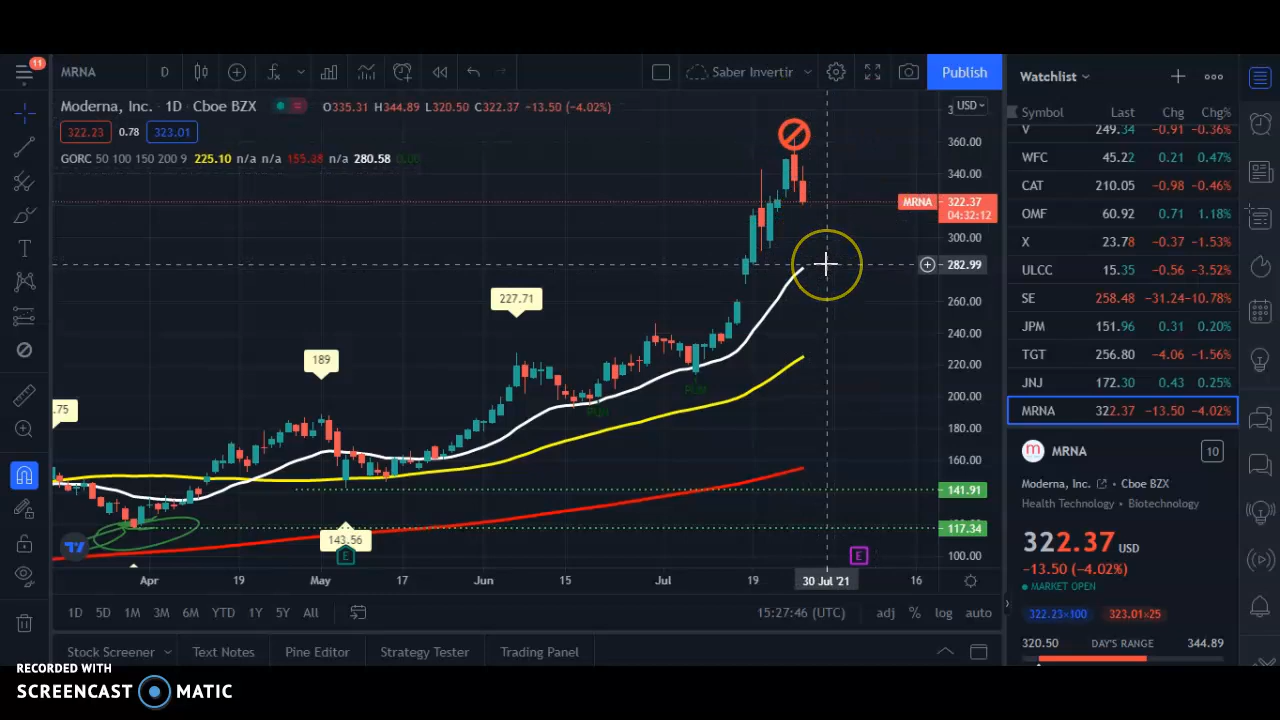 11
MRNA D Saber Invertir Publish
Moderna, Inc. · 1D · Cboe BZX O335.31 H344.89 L320.50 C322.37 −13.50 (−4.02%)
322.23 0.78 323.01
GORC 50 100 150 200 9 225.10 n/a n/a 155.38 n/a 280.58 0.00
USD
360.00
340.00
MRNA 322.37
04:32:12
300.00
282.99
260.00
240.00
220.00
200.00
180.00
160.00
141.91
117.34
100.00
227.71
189
.75
143.56
E
E
Apr 19 May 17 Jun 15 Jul 19 30 Jul '21 16
1D 5D 1M 3M 6M YTD 1Y 5Y All 15:27:46 (UTC) adj % log auto
Stock Screener Text Notes Pine Editor Strategy Tester Trading Panel
Watchlist
Symbol Last Chg Chg%
V 249.34 −0.91 −0.36%
WFC 45.22 0.21 0.47%
CAT 210.05 −0.98 −0.46%
OMF 60.92 0.71 1.18%
X 23.78 −0.37 −1.53%
ULCC 15.35 −0.56 −3.52%
SE 258.48 −31.24 −10.78%
JPM 151.96 0.31 0.20%
TGT 256.80 −4.06 −1.56%
JNJ 172.30 0.43 0.25%
MRNA 322.37 −13.50 −4.02%
m MRNA 10
Moderna, Inc. · Cboe BZX
Health Technology · Biotechnology
322.37 USD
−13.50 (−4.02%)
MARKET OPEN
322.23×100 323.01×25
320.50 DAY'S RANGE 344.89
RECORDED WITH
SCREENCAST MATIC